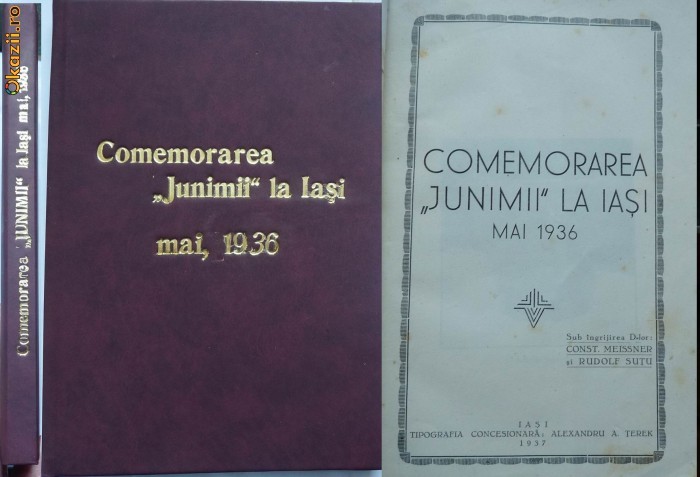 Okazii.ro
Comemorarea „JUNIMII“ la Iaşi mai, 1936
Comemorarea
„Junimii“ la Iaşi
mai, 1936
COMEMORAREA
„JUNIMII“ LA IAŞI
MAI 1936
Sub îngrijirea D-lor:
CONST. MEISSNER
şi RUDOLF SUŢU
IAŞI
TIPOGRAFIA CONCESIONARĂ: ALEXANDRU A. ŢEREK
1937